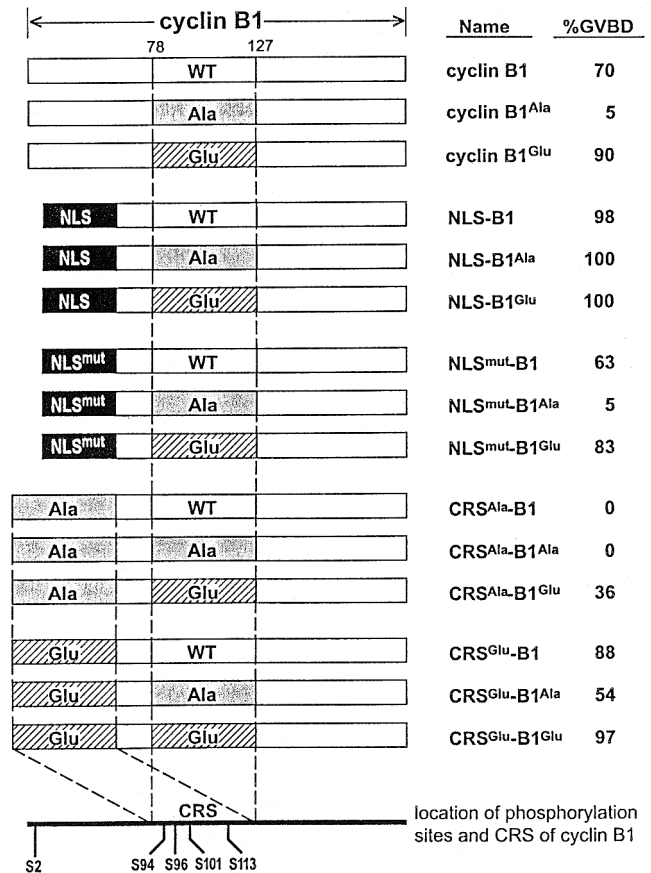 cyclin B1
Name %GVBD
78 127
WT cyclin B1 70
Ala cyclin B1Ala 5
Glu cyclin B1Glu 90
NLS WT NLS-B1 98
NLS Ala NLS-B1Ala 100
NLS Glu NLS-B1Glu 100
NLSmut WT NLSmut-B1 63
NLSmut Ala NLSmut-B1Ala 5
NLSmut Glu NLSmut-B1Glu 83
Ala WT CRSAla-B1 0
Ala Ala CRSAla-B1Ala 0
Ala Glu CRSAla-B1Glu 36
Glu WT CRSGlu-B1 88
Glu Ala CRSGlu-B1Ala 54
Glu Glu CRSGlu-B1Glu 97
CRS
location of phosphorylation
sites and CRS of cyclin B1
S2 S94 S96 S101 S113